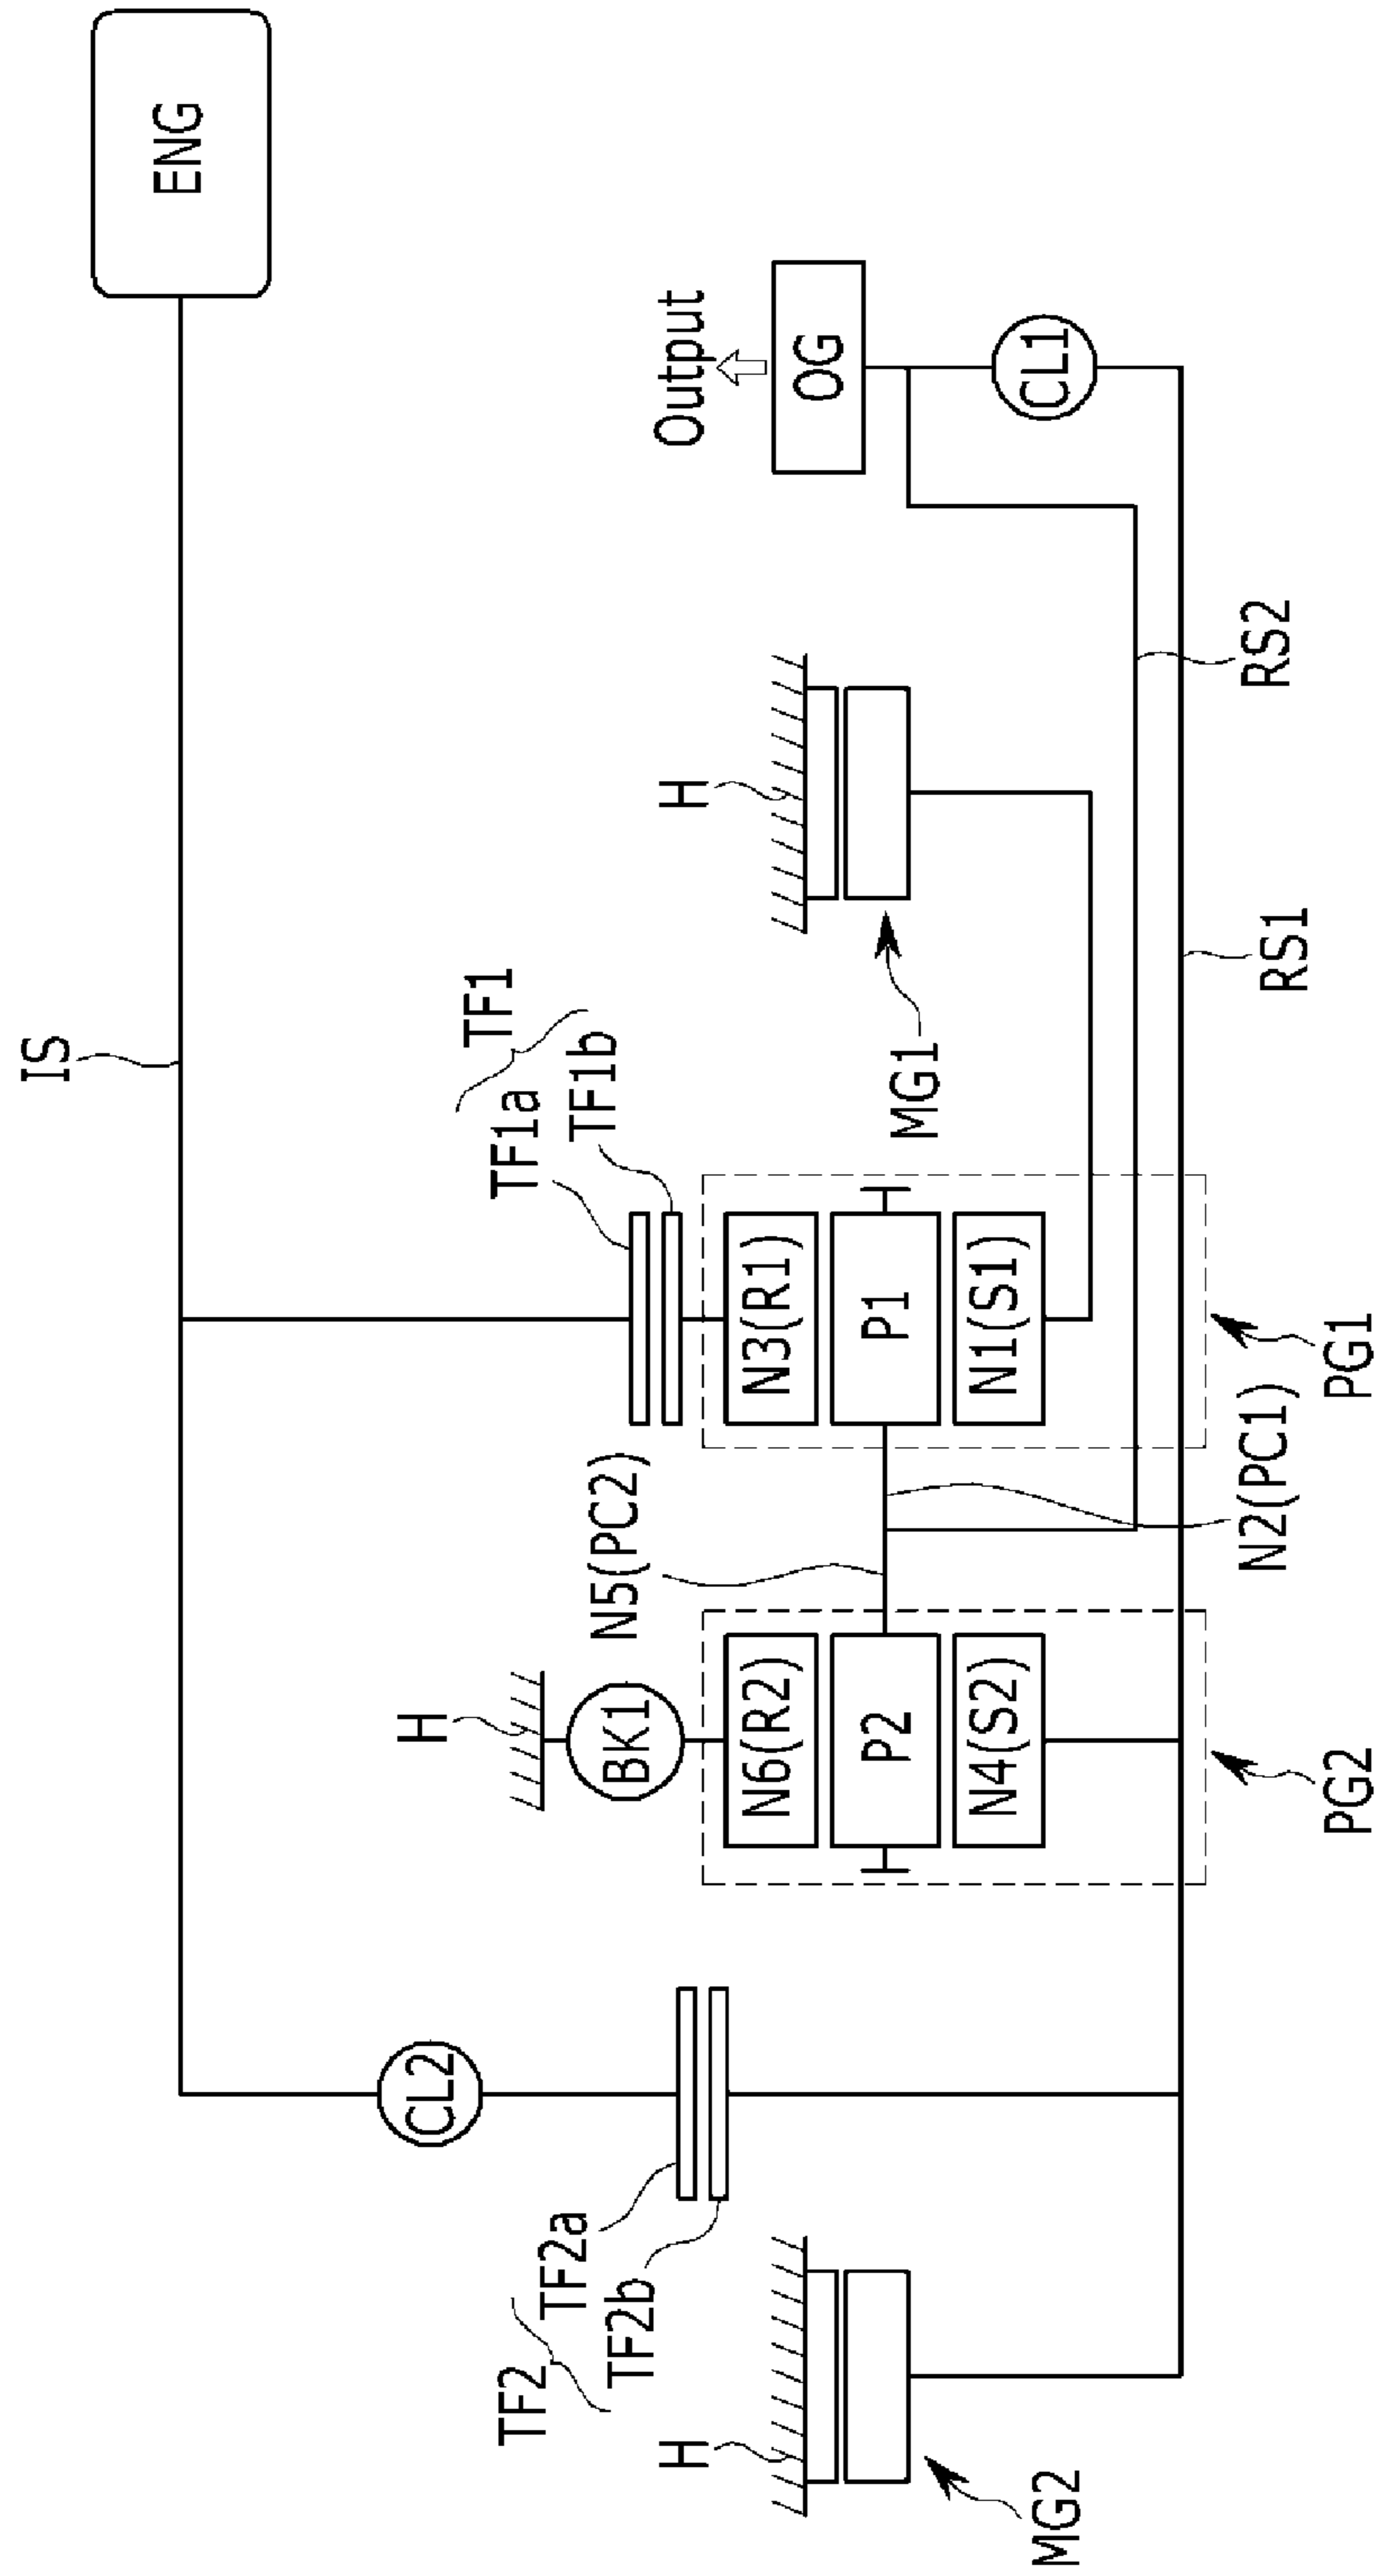 ENG
IS
Output
OG
CL1
H
TF1
TF1a
TF1b
MG1
RS2
RS1
N3(R1)
P1
N1(S1)
PG1
N5(PC2)
N2(PC1)
H
BK1
N6(R2)
P2
N4(S2)
PG2
CL2
TF2
TF2a
TF2b
H
MG2